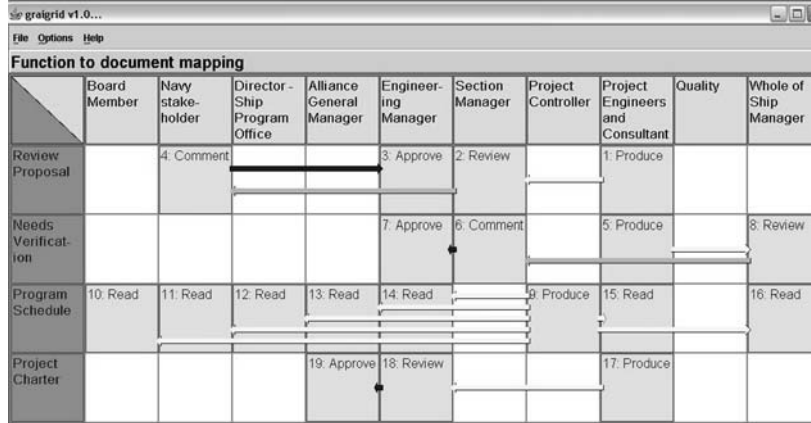 graigrid v1.0...
File Options Help
Function to document mapping
Board Member
Navy stake-holder
Director - Ship Program Office
Alliance General Manager
Engineer-ing Manager
Section Manager
Project Controller
Project Engineers and Consultant
Quality
Whole of Ship Manager
Review Proposal
4: Comment
3: Approve
2: Review
1: Produce
Needs Verificat-ion
7: Approve
6: Comment
5: Produce
8: Review
Program Schedule
10: Read
11: Read
12: Read
13: Read
14: Read
9: Produce
15: Read
16: Read
Project Charter
19: Approve
18: Review
17: Produce